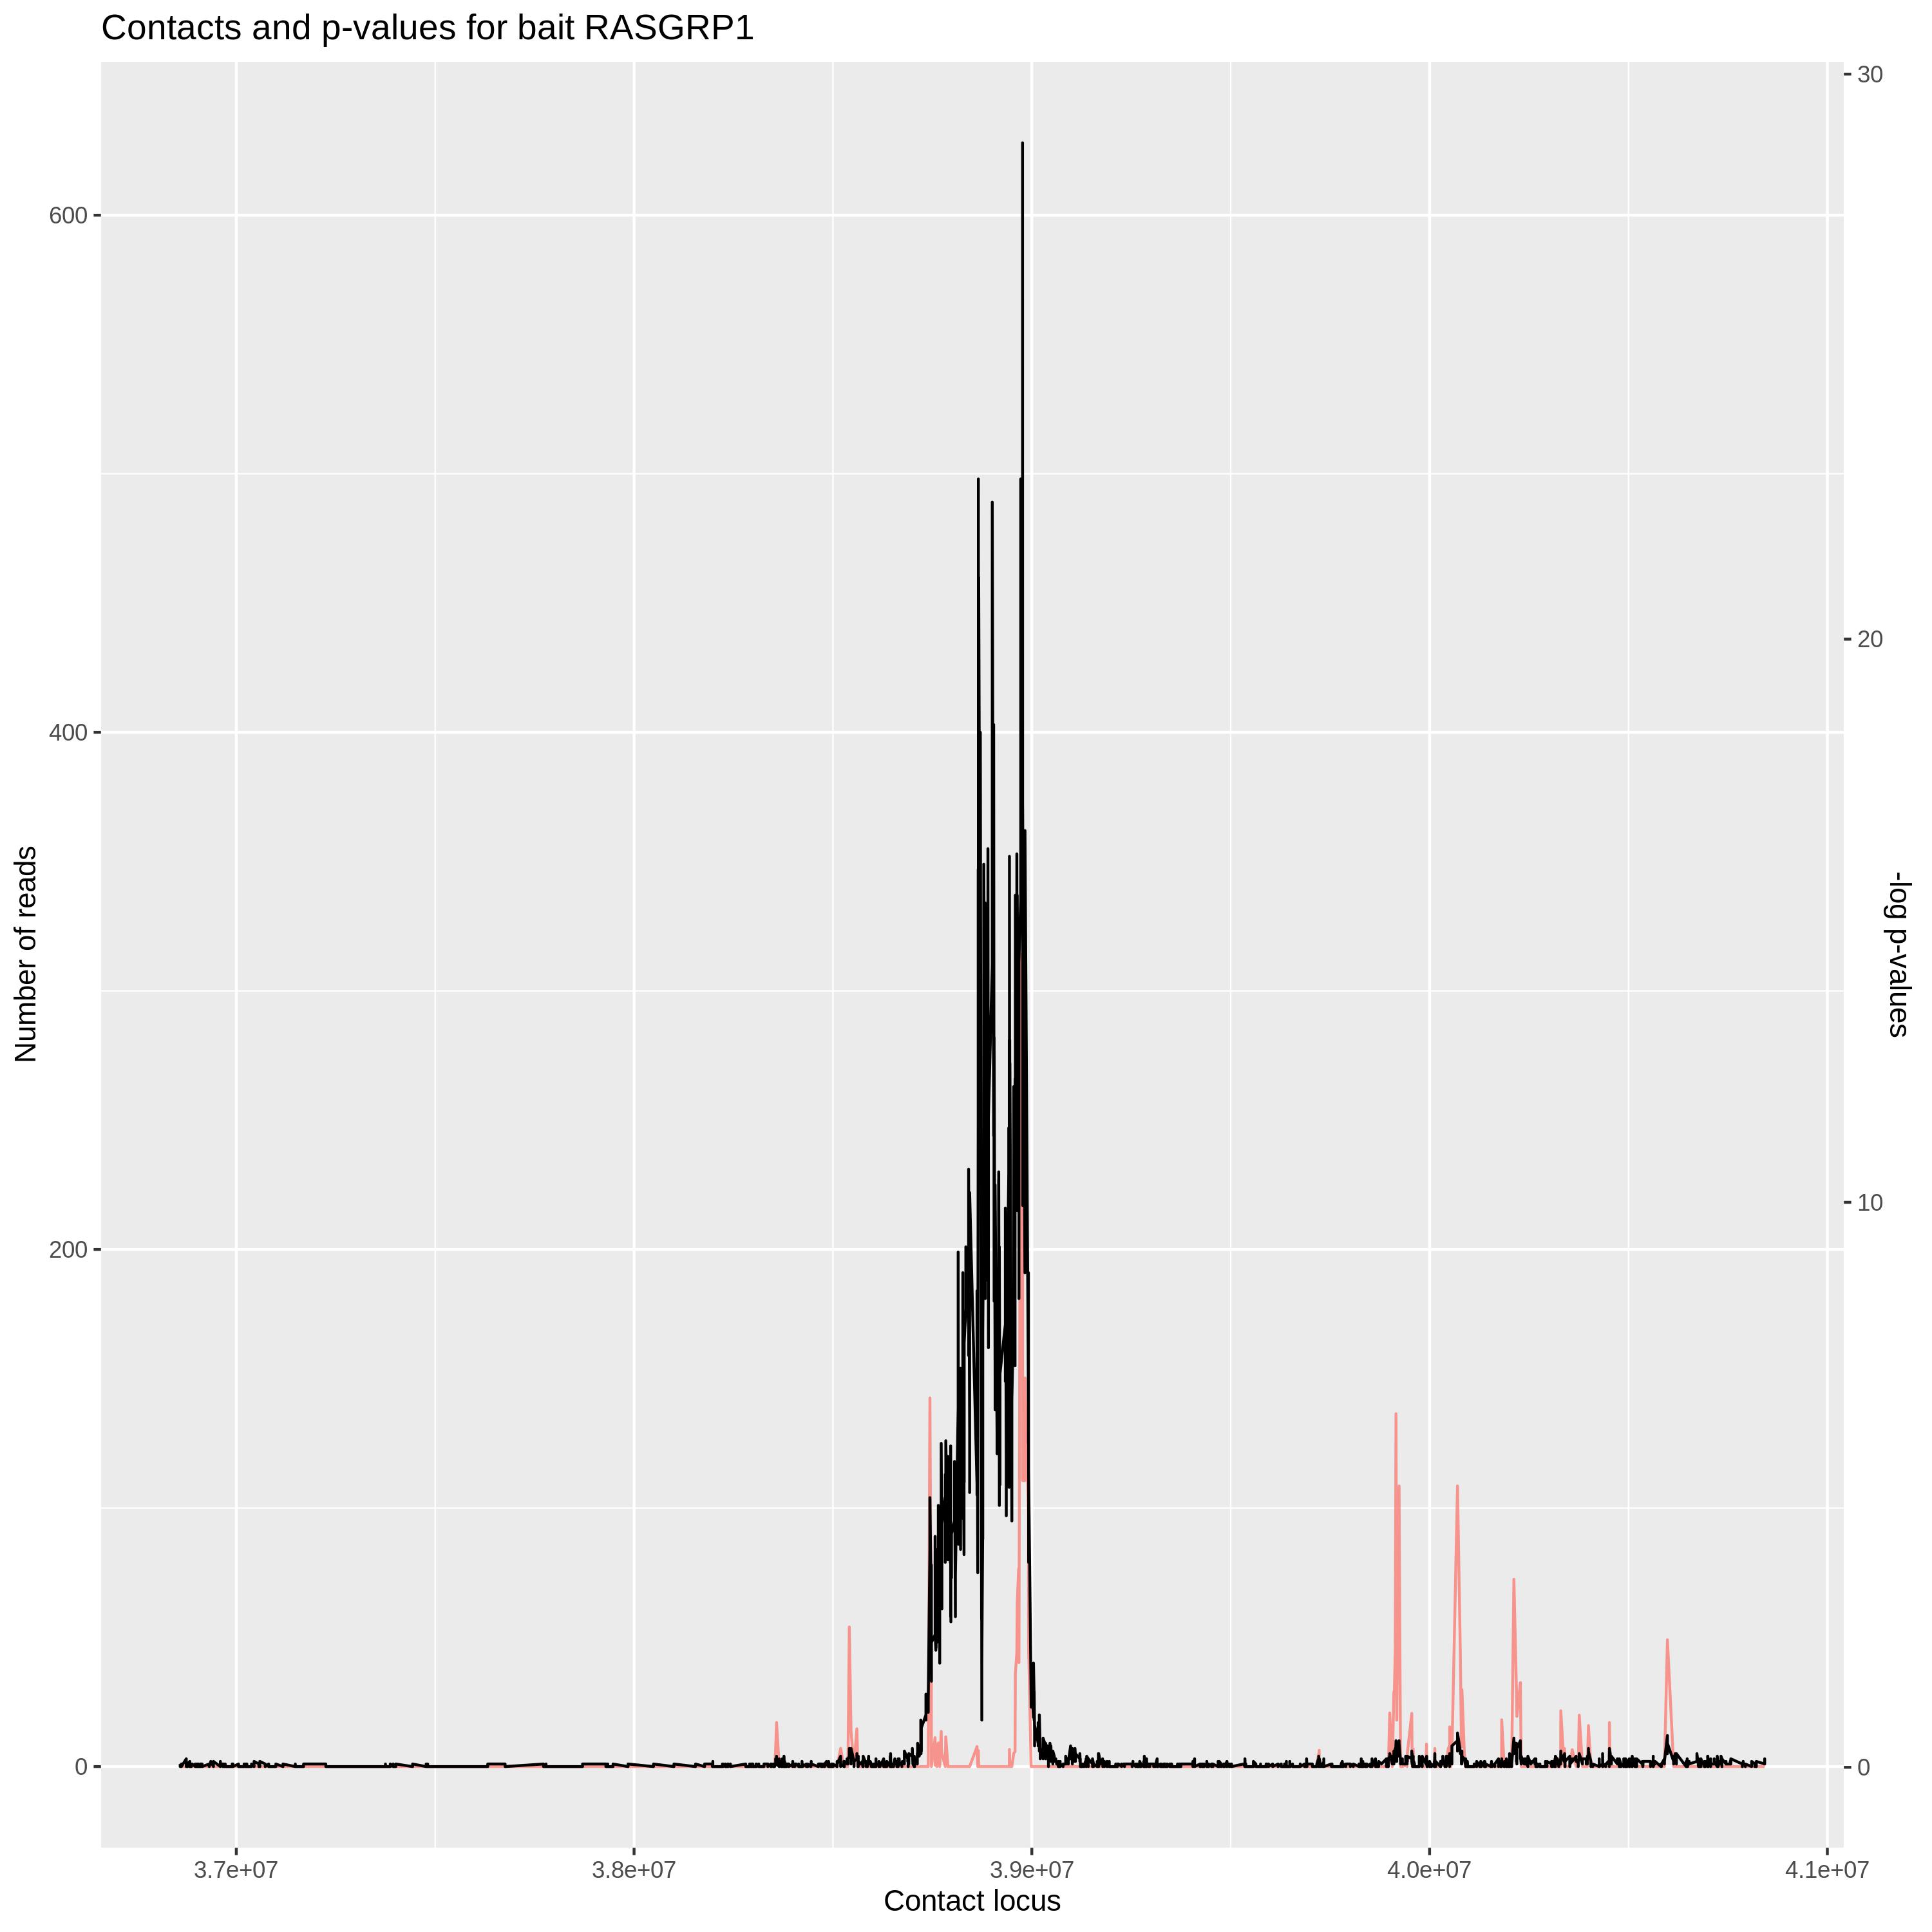 Contacts and p-values for bait RASGRP1
30
600
20
400
Number of reads
-log p-values
10
200
0
0
3.7e+07
3.8e+07
3.9e+07
4.0e+07
4.1e+07
Contact locus